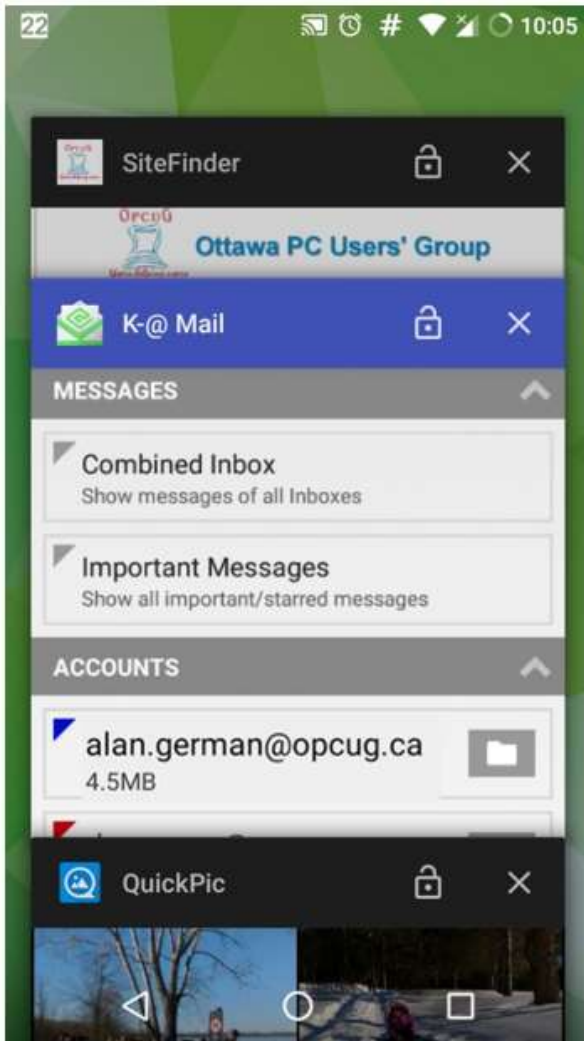 22
# 10:05
SiteFinder
OPCUG
Ottawa PC Users' Group
K-@ Mail
MESSAGES
Combined Inbox
Show messages of all Inboxes
Important Messages
Show all important/starred messages
ACCOUNTS
alan.german@opcug.ca
4.5MB
QuickPic